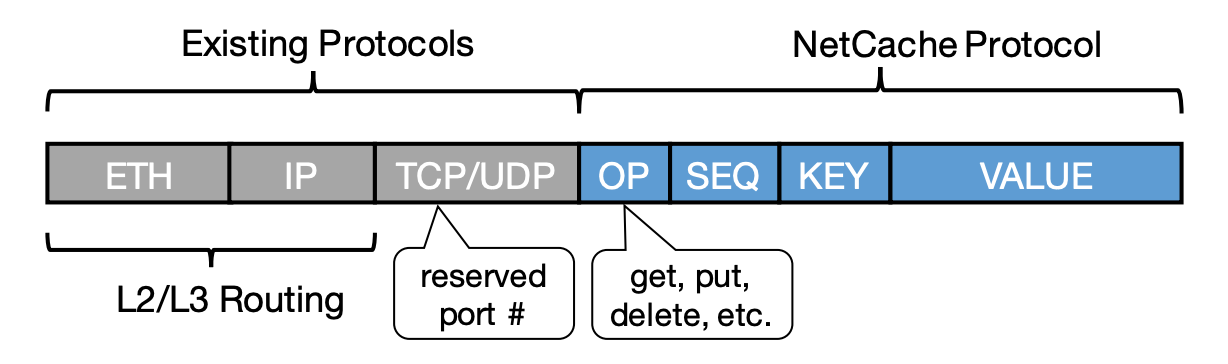 Existing Protocols
NetCache Protocol
ETH IP TCP/UDP OP SEQ KEY VALUE
L2/L3 Routing
reserved
port #
get, put,
delete, etc.